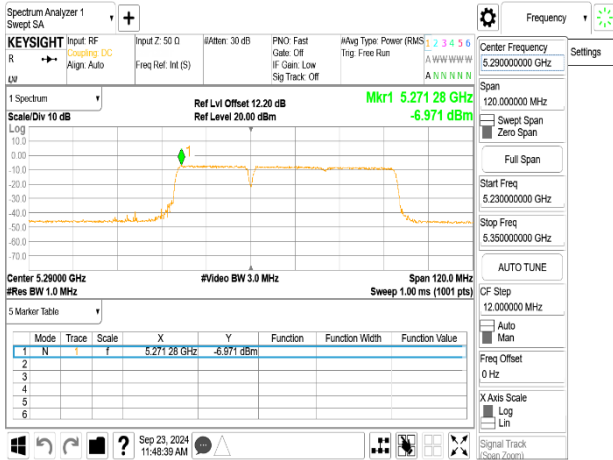 Spectrum Analyzer 1
Swept SA
Frequency
Settings
KEYSIGHT
R
Input: RF
Coupling: DC
Align: Auto
Input Z: 50 Ω
Freq Ref: Int (S)
#Atten: 30 dB
PNO: Fast
Gate: Off
IF Gain: Low
Sig Track: Off
#Avg Type: Power (RMS
Trig: Free Run
1 2 3 4 5 6
A W W W W W
A N N N N N
1 Spectrum
Scale/Div 10 dB
Ref Lvl Offset 12.20 dB
Ref Level 20.00 dBm
Mkr1 5.271 28 GHz
-6.971 dBm
Log
10.0
0.00
-10.0
-20.0
-30.0
-40.0
-50.0
-60.0
-70.0
1
Center 5.29000 GHz
#Res BW 1.0 MHz
#Video BW 3.0 MHz
Span 120.0 MHz
Sweep 1.00 ms (1001 pts)
5 Marker Table
Mode Trace Scale X Y Function Function Width Function Value
1 N 1 f 5.271 28 GHz -6.971 dBm
2
3
4
5
6
Sep 23, 2024
11:48:39 AM
Center Frequency
5.290000000 GHz
Span
120.000000 MHz
Swept Span
Zero Span
Full Span
Start Freq
5.230000000 GHz
Stop Freq
5.350000000 GHz
AUTO TUNE
CF Step
12.000000 MHz
Auto
Man
Freq Offset
0 Hz
X Axis Scale
Log
Lin
Signal Track
(Span Zoom)